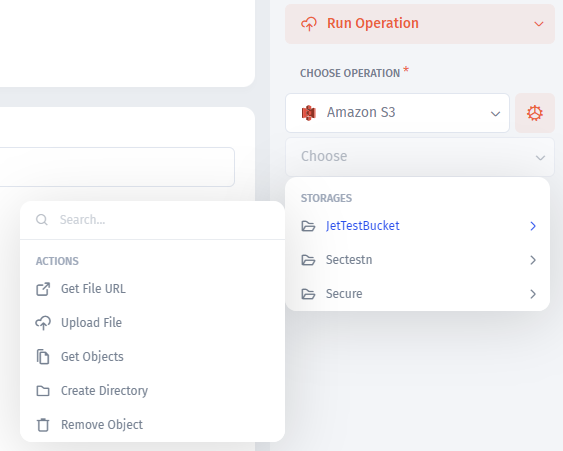 Run Operation
CHOOSE OPERATION *
Amazon S3
Choose
STORAGES
JetTestBucket
Sectestn
Secure
Search...
ACTIONS
Get File URL
Upload File
Get Objects
Create Directory
Remove Object